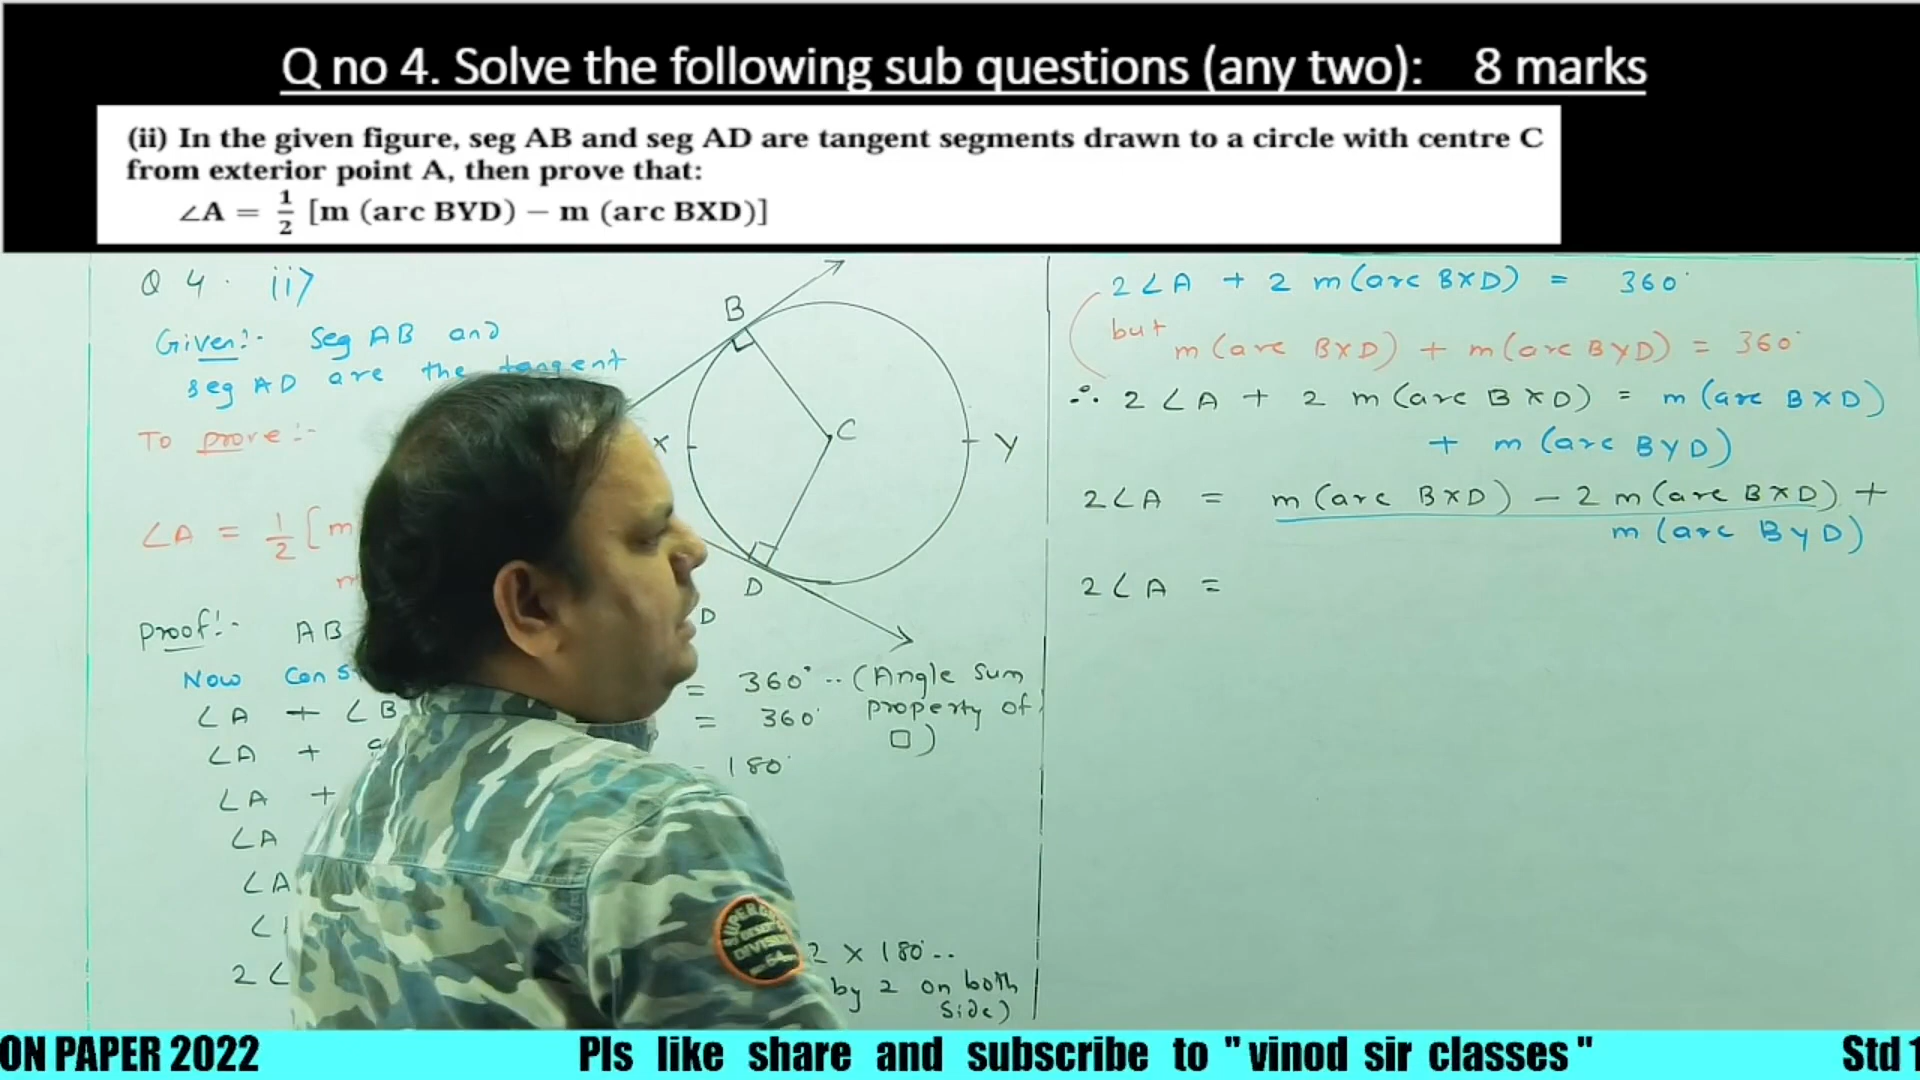 Q no 4. Solve the following sub questions (any two): 8 marks
(ii) In the given figure, seg AB and seg AD are tangent segments drawn to a circle with centre C
from exterior point A, then prove that:
∠A = 1/2 [m (arc BYD) − m (arc BXD)]
Q 4. ii)
Given:- Seg AB and
seg AD are the tangent
To prove:-
∠A = 1/2 [m
Proof:- AB
D
Now Cons
∠A + ∠B
= 360° .. (Angle Sum
property of
□)
∠A +
= 360°
∠A +
- 180°
∠A
∠A
∠
2∠
2 x 180°..
by 2 on both
side)
B
X
C
Y
D
2∠A + 2 m(arc BXD) = 360°
but
m(arc BXD) + m(arc BYD) = 360°
∴ 2∠A + 2 m(arc BXD) = m(arc BXD)
+ m(arc BYD)
2∠A = m(arc BXD) - 2 m(arc BXD) +
m(arc BYD)
2∠A =
SUPER
DIVISI
ON PAPER 2022
Pls like share and subscribe to "vinod sir classes"
Std 1